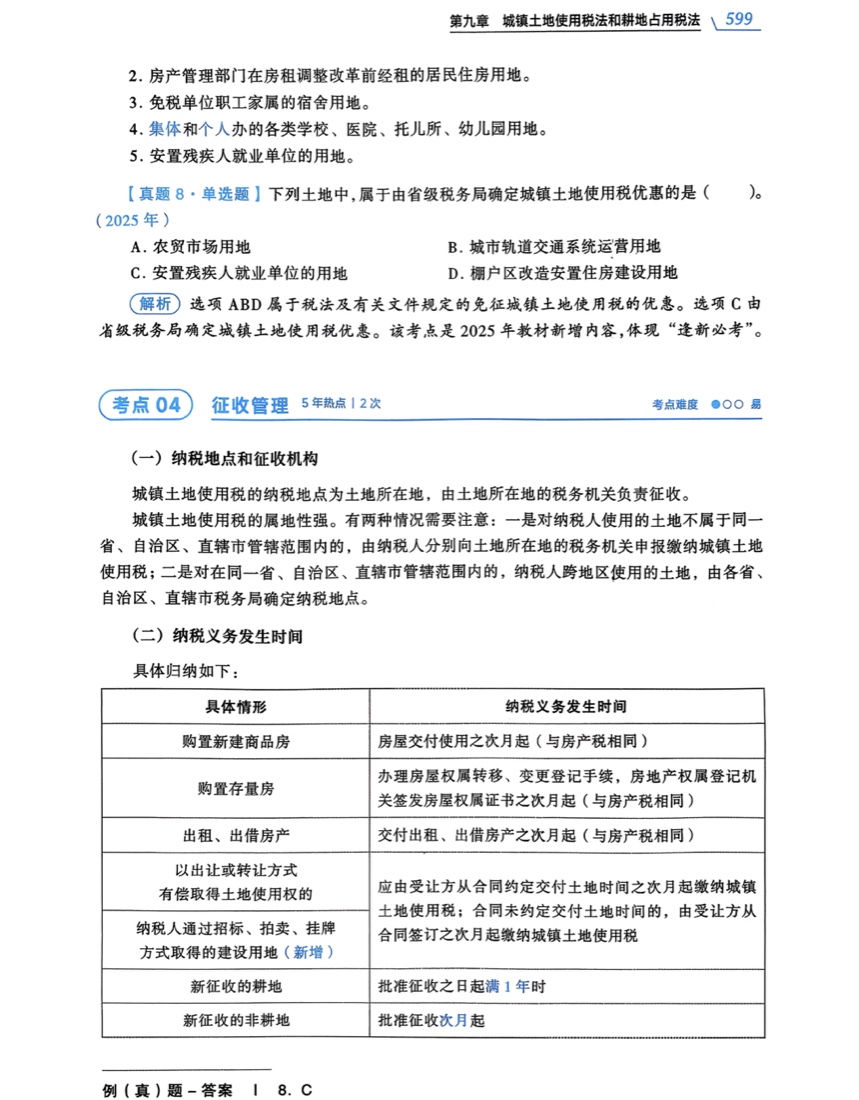 第九章 城镇土地使用税法和耕地占用税法 599
2. 房产管理部门在房租调整改革前经租的居民住房用地。
3. 免税单位职工家属的宿舍用地。
4. 集体和个人办的各类学校、医院、托儿所、幼儿园用地。
5. 安置残疾人就业单位的用地。
【真题8·单选题】下列土地中,属于由省级税务局确定城镇土地使用税优惠的是( )。
(2025年)
A. 农贸市场用地 B. 城市轨道交通系统运营用地
C. 安置残疾人就业单位的用地 D. 棚户区改造安置住房建设用地
解析 选项ABD属于税法及有关文件规定的免征城镇土地使用税的优惠。选项C由
省级税务局确定城镇土地使用税优惠。该考点是2025年教材新增内容,体现“逢新必考”。
考点04 征收管理 5年热点 | 2次 考点难度 易
(一)纳税地点和征收机构
城镇土地使用税的纳税地点为土地所在地,由土地所在地的税务机关负责征收。
城镇土地使用税的属地性强。有两种情况需要注意:一是对纳税人使用的土地不属于同一
省、自治区、直辖市管辖范围内的,由纳税人分别向土地所在地的税务机关申报缴纳城镇土地
使用税;二是对在同一省、自治区、直辖市管辖范围内的,纳税人跨地区使用的土地,由各省、
自治区、直辖市税务局确定纳税地点。
(二)纳税义务发生时间
具体归纳如下:
具体情形 纳税义务发生时间
购置新建商品房 房屋交付使用之次月起(与房产税相同)
购置存量房 办理房屋权属转移、变更登记手续,房地产权属登记机
关签发房屋权属证书之次月起(与房产税相同)
出租、出借房产 交付出租、出借房产之次月起(与房产税相同)
以出让或转让方式
有偿取得土地使用权的
应由受让方从合同约定交付土地时间之次月起缴纳城镇
土地使用税;合同未约定交付土地时间的,由受让方从
合同签订之次月起缴纳城镇土地使用税
纳税人通过招标、拍卖、挂牌
方式取得的建设用地(新增)
新征收的耕地 批准征收之日起满1年时
新征收的非耕地 批准征收次月起
例(真)题-答案 | 8. C